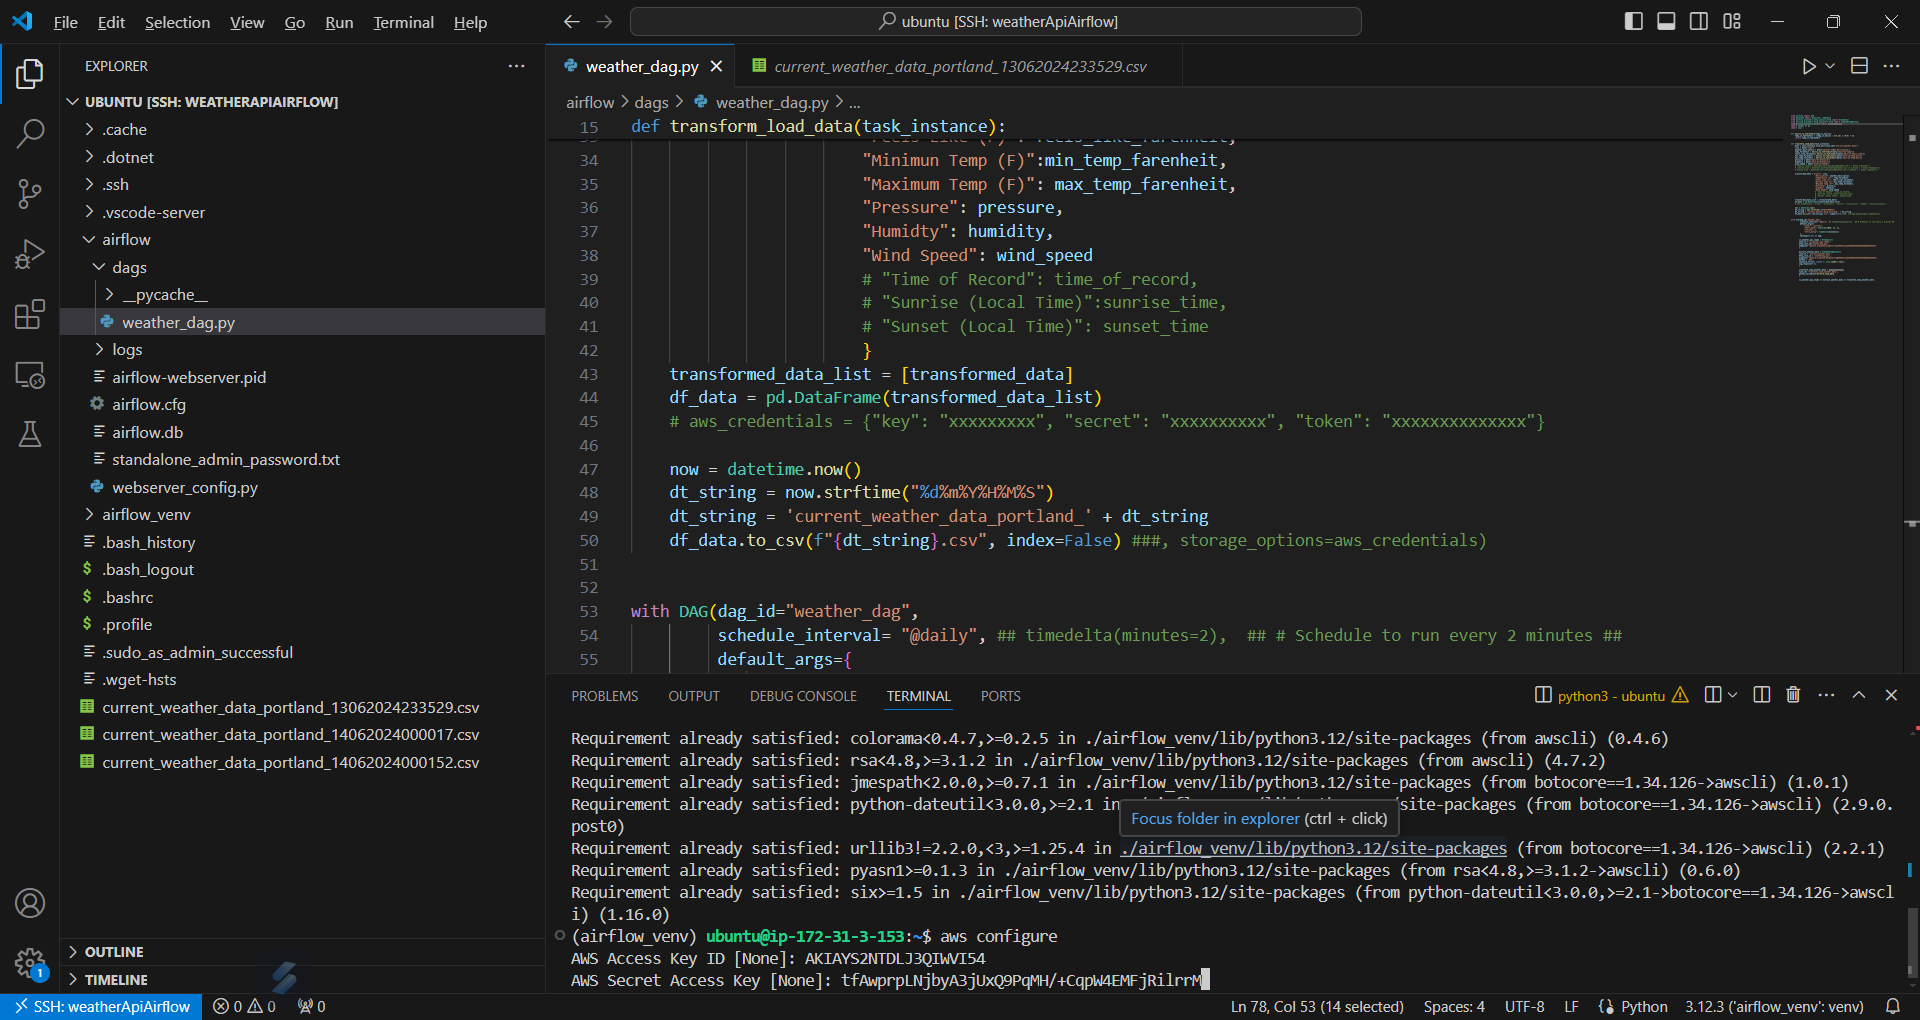 File Edit Selection View Go Run Terminal Help
ubuntu [SSH: weatherApiAirflow]
EXPLORER
UBUNTU [SSH: WEATHERAPIAIRFLOW]
.cache
.dotnet
.ssh
.vscode-server
airflow
dags
__pycache__
weather_dag.py
logs
airflow-webserver.pid
airflow.cfg
airflow.db
standalone_admin_password.txt
webserver_config.py
airflow_venv
.bash_history
.bash_logout
.bashrc
.profile
.sudo_as_admin_successful
.wget-hsts
current_weather_data_portland_13062024233529.csv
current_weather_data_portland_14062024000017.csv
current_weather_data_portland_14062024000152.csv
OUTLINE
TIMELINE
weather_dag.py current_weather_data_portland_13062024233529.csv
airflow > dags > weather_dag.py > ...
15 def transform_load_data(task_instance):
34 "Minimun Temp (F)":min_temp_farenheit,
35 "Maximum Temp (F)": max_temp_farenheit,
36 "Pressure": pressure,
37 "Humidty": humidity,
38 "Wind Speed": wind_speed
39 # "Time of Record": time_of_record,
40 # "Sunrise (Local Time)":sunrise_time,
41 # "Sunset (Local Time)": sunset_time
42 }
43 transformed_data_list = [transformed_data]
44 df_data = pd.DataFrame(transformed_data_list)
45 # aws_credentials = {"key": "xxxxxxxxx", "secret": "xxxxxxxxxx", "token": "xxxxxxxxxxxxxx"}
46
47 now = datetime.now()
48 dt_string = now.strftime("%d%m%Y%H%M%S")
49 dt_string = 'current_weather_data_portland_' + dt_string
50 df_data.to_csv(f"{dt_string}.csv", index=False) ###, storage_options=aws_credentials)
51
52
53 with DAG(dag_id="weather_dag",
54 schedule_interval= "@daily", ## timedelta(minutes=2),  ## # Schedule to run every 2 minutes ##
55 default_args={
PROBLEMS OUTPUT DEBUG CONSOLE TERMINAL PORTS
python3 - ubuntu
Requirement already satisfied: colorama<0.4.7,>=0.2.5 in ./airflow_venv/lib/python3.12/site-packages (from awscli) (0.4.6)
Requirement already satisfied: rsa<4.8,>=3.1.2 in ./airflow_venv/lib/python3.12/site-packages (from awscli) (4.7.2)
Requirement already satisfied: jmespath<2.0.0,>=0.7.1 in ./airflow_venv/lib/python3.12/site-packages (from botocore==1.34.126->awscli) (1.0.1)
Requirement already satisfied: python-dateutil<3.0.0,>=2.1 in site-packages (from botocore==1.34.126->awscli) (2.9.0.
post0)
Focus folder in explorer (ctrl + click)
Requirement already satisfied: urllib3!=2.2.0,<3,>=1.25.4 in ./airflow_venv/lib/python3.12/site-packages (from botocore==1.34.126->awscli) (2.2.1)
Requirement already satisfied: pyasn1>=0.1.3 in ./airflow_venv/lib/python3.12/site-packages (from rsa<4.8,>=3.1.2->awscli) (0.6.0)
Requirement already satisfied: six>=1.5 in ./airflow_venv/lib/python3.12/site-packages (from python-dateutil<3.0.0,>=2.1->botocore==1.34.126->awscl
i) (1.16.0)
(airflow_venv) ubuntu@ip-172-31-3-153:~$ aws configure
AWS Access Key ID [None]: AKIAYS2NTDLJ3QIWVI54
AWS Secret Access Key [None]: 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
1
SSH: weatherApiAirflow 0 0 0
Ln 78, Col 53 (14 selected) Spaces: 4 UTF-8 LF Python 3.12.3 ('airflow_venv': venv)